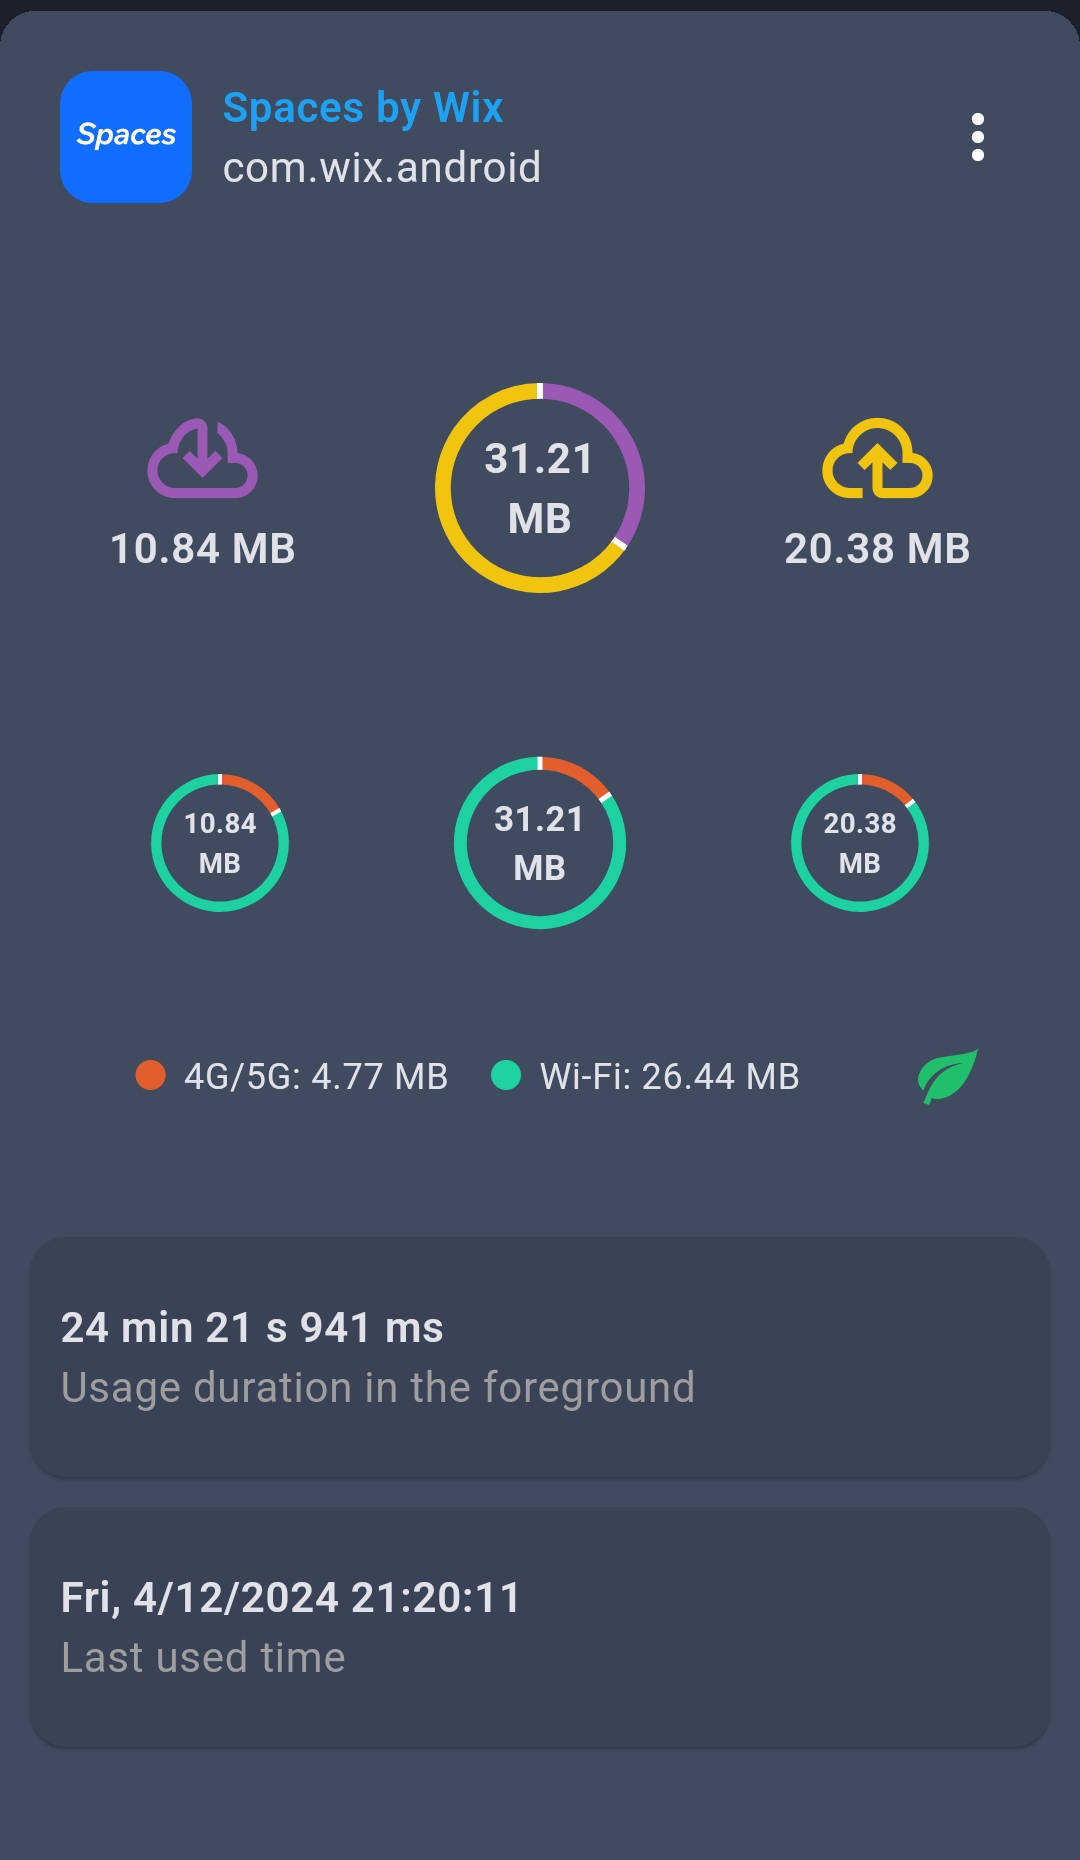 Spaces
Spaces by Wix
com.wix.android
31.21
MB
10.84 MB
20.38 MB
10.84
MB
31.21
MB
20.38
MB
4G/5G: 4.77 MB
Wi-Fi: 26.44 MB
24 min 21 s 941 ms
Usage duration in the foreground
Fri, 4/12/2024 21:20:11
Last used time